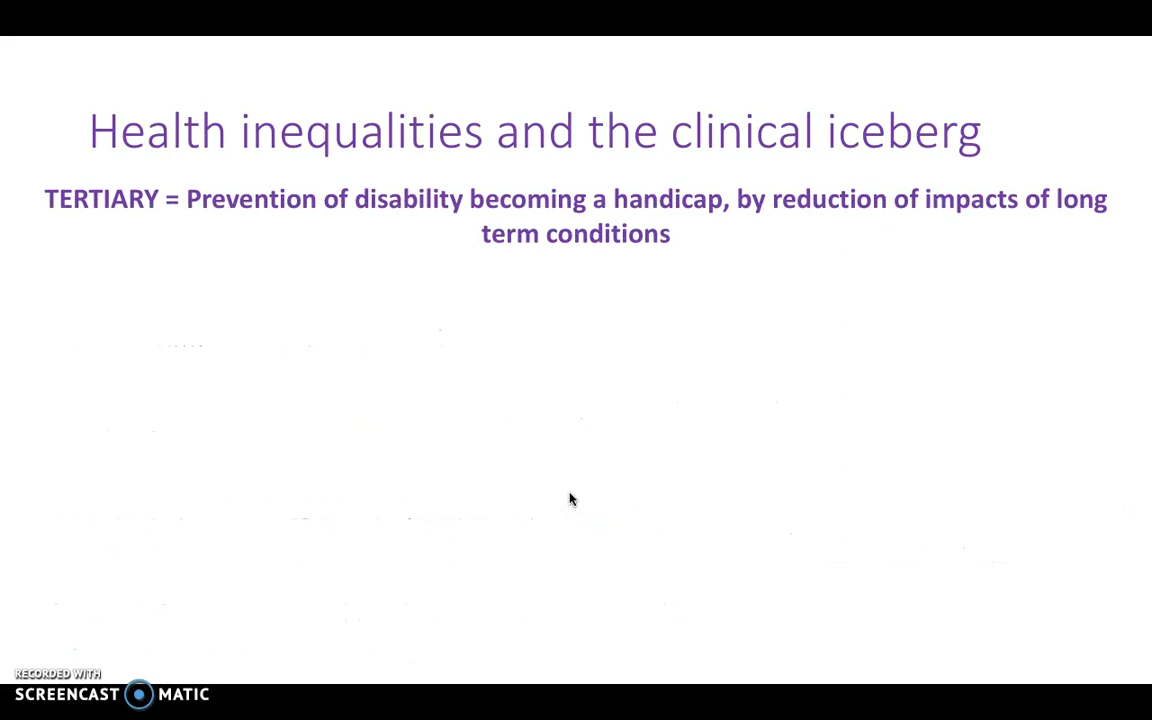 Health inequalities and the clinical iceberg
TERTIARY = Prevention of disability becoming a handicap, by reduction of impacts of long
term conditions
RECORDED WITH
SCREENCAST MATIC